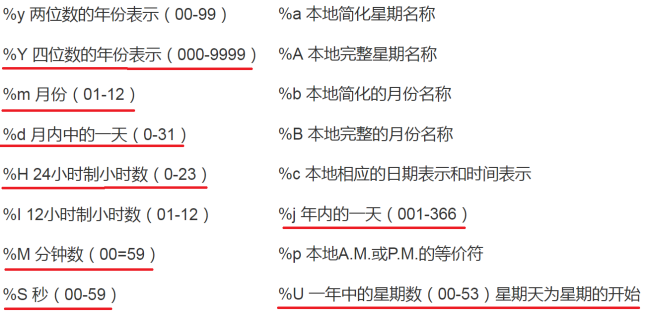 %y 两位数的年份表示（00-99）
%Y 四位数的年份表示（000-9999）
%m 月份（01-12）
%d 月内中的一天（0-31）
%H 24小时制小时数（0-23）
%I 12小时制小时数（01-12）
%M 分钟数（00=59）
%S 秒（00-59）
%a 本地简化星期名称
%A 本地完整星期名称
%b 本地简化的月份名称
%B 本地完整的月份名称
%c 本地相应的日期表示和时间表示
%j 年内的一天（001-366）
%p 本地A.M.或P.M.的等价符
%U 一年中的星期数（00-53）星期天为星期的开始